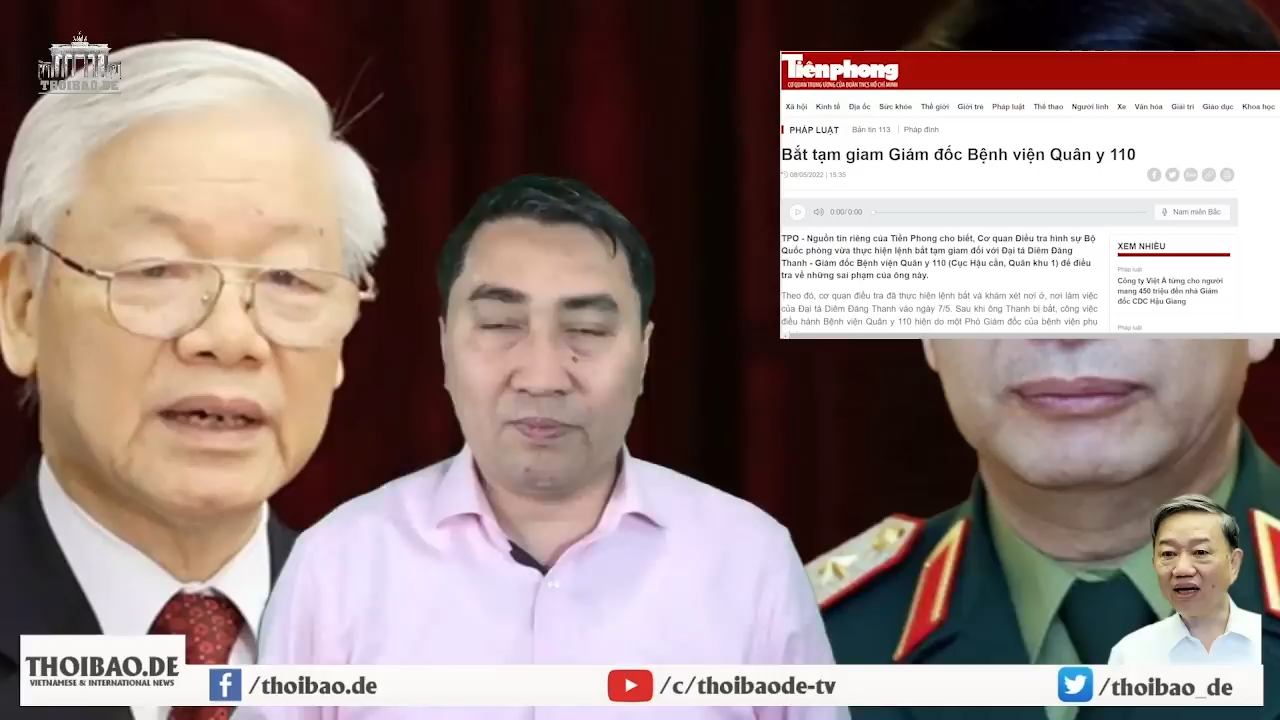 THOIBAO.DE
Tiênphong
CƠ QUAN TRUNG ƯƠNG CỦA ĐOÀN TNCS HỒ CHÍ MINH
Xã hội Kinh tế Địa ốc Sức khỏe Thế giới Giới trẻ Pháp luật Thể thao Người lính Xe Văn hóa Giải trí Giáo dục Khoa học
PHÁP LUẬT Bản tin 113 Pháp đình
Bắt tạm giam Giám đốc Bệnh viện Quân y 110
08/05/2022 | 15:35
0:00/ 0:00
Nam miền Bắc
TPO - Nguồn tin riêng của Tiền Phong cho biết, Cơ quan Điều tra hình sự Bộ
Quốc phòng vừa thực hiện lệnh bắt tạm giam đối với Đại tá Diêm Đăng
Thanh - Giám đốc Bệnh viện Quân y 110 (Cục Hậu cần, Quân khu 1) để điều
tra về những sai phạm của ông này.
Theo đó, cơ quan điều tra đã thực hiện lệnh bắt và khám xét nơi ở, nơi làm việc
của Đại tá Diêm Đăng Thanh vào ngày 7/5. Sau khi ông Thanh bị bắt, công việc
điều hành Bệnh viện Quân y 110 hiện do một Phó Giám đốc của bệnh viện phụ
XEM NHIỀU
Pháp luật
Công ty Việt Á từng cho người
mang 450 triệu đến nhà Giám
đốc CDC Hậu Giang
Pháp luật
THOIBAO.DE
VIETNAMESE & INTERNATIONAL NEWS
/thoibao.de
/c/thoibaode-tv
/thoibao_de